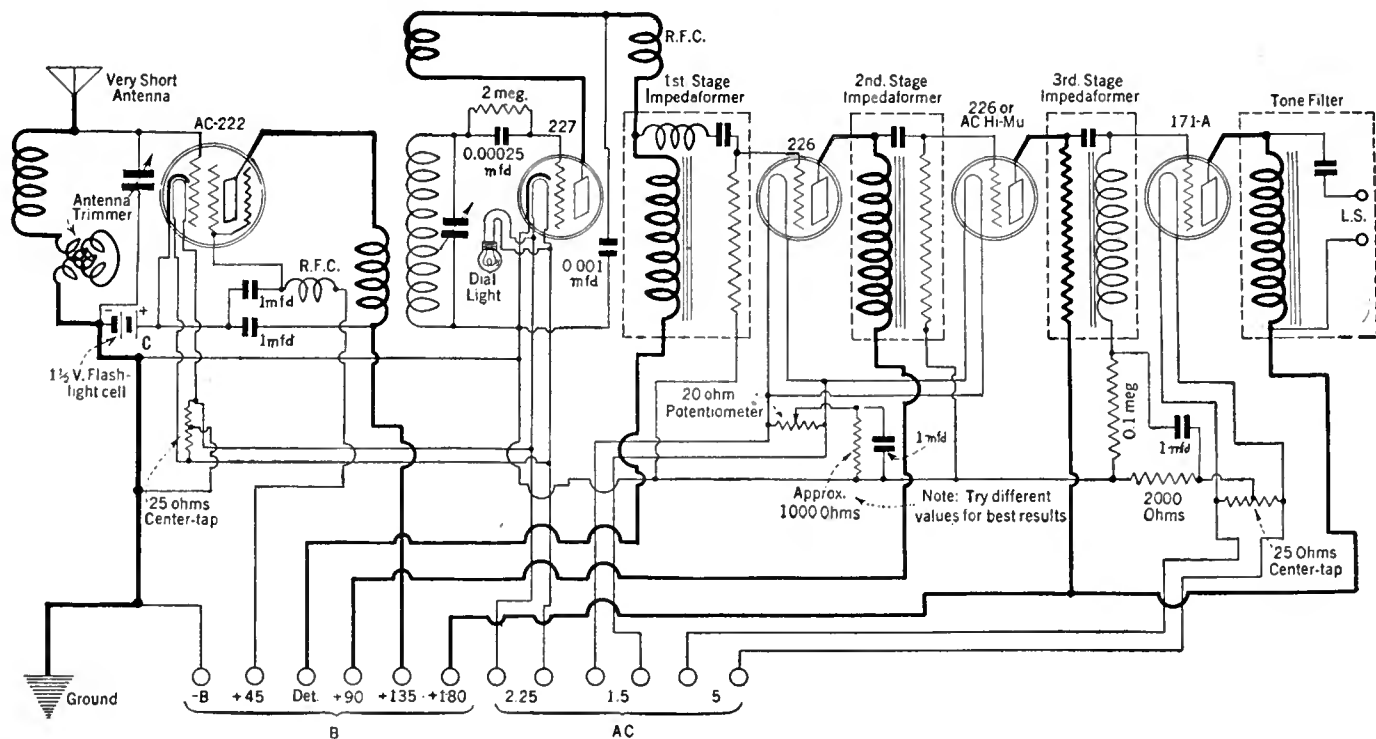 Very Short
Antenna
AC-222
Antenna
Trimmer
-
+
C
1½ V. Flash-
light cell
25 ohms
Center-tap
Ground
R.F.C.
1mfd
1mfd
2 meg.
0.00025
mfd
227
Dial
Light
0.001
mfd
R.F.C.
1st Stage
Impedaformer
226
20 ohm
Potentiometer
2nd. Stage
Impedaformer
226 or
AC Hi-Mu
1mfd
Approx.
1000 Ohms
Note: Try different
values for best results
3rd. Stage
Impedaformer
171-A
0.1 meg
1mfd
2000
Ohms
25 Ohms
Center-tap
Tone Filter
L.S.
-B +45 Det. +90 +135 +180 2.25 1.5 5
B AC